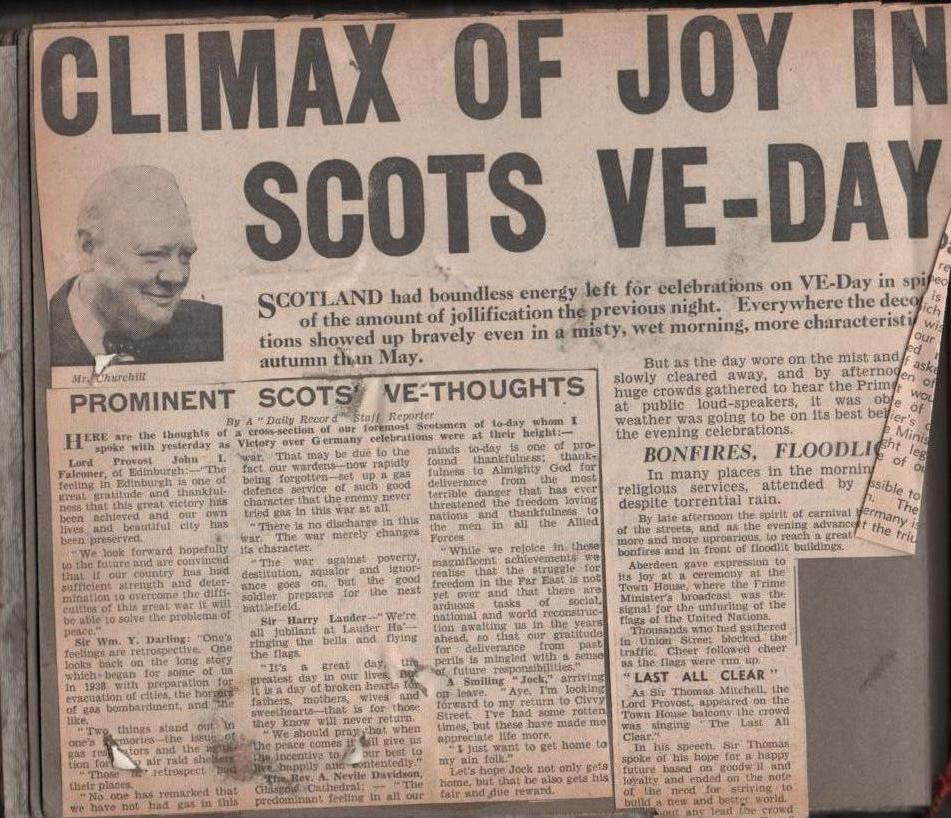 CLIMAX OF JOY IN
SCOTS VE-DAY
Mr. Churchill
SCOTLAND had boundless energy left for celebrations on VE-Day in spi
of the amount of jollification the previous night. Everywhere the deco
tions showed up bravely even in a misty, wet morning, more characteristi
autumn than May.
PROMINENT SCOTS' VE-THOUGHTS
By A "Daily Record" Staff Reporter
HERE are the thoughts of a cross-section of our foremost Scotsmen of to-day whom I
spoke with yesterday as Victory over Germany celebrations were at their height:—
Lord Provost John I.
Falconer, of Edinburgh:—"The
feeling in Edinburgh is one of
great gratitude and thankful-
ness that this great victory has
been achieved and our own
lives and beautiful city has
been preserved.
"We look forward hopefully
to the future and are convinced
that if our country has had
sufficient strength and deter-
mination to overcome the diffi-
culties of this great war it will
be able to solve the problems of
peace."
Sir Wm. Y. Darling: "One's
feelings are retrospective. One
looks back on the long story
which began for some of us
in 1938 with preparation for
evacuation of cities, the horrors
of gas bombardment, and the
like.
"Two things stand out in
one's memories—the issue of
gas
tion for air raid shelters
"Those retrospect had
their places.
"No one has remarked that
we have not had gas in this
war. That may be due to the
fact our wardens—now rapidly
being forgotten—set up a gas
defence service of such good
character that the enemy never
tried gas in this war at all.
"There is no discharge in this
war. The war merely changes
its character.
"The war against poverty,
destitution, squalor and ignor-
ance goes on, but the good
soldier prepares for the next
battlefield.
Sir Harry Lauder—"We're
all jubilant at Lauder Ha'—
ringing the bells and flying
the flags.
"It's a great day, the
greatest day in our lives. But
it is a day of broken hearts for
fathers, mothers, wives and
sweethearts—that is for those
they know will never return.
"We should pray that when
the peace comes it will give us
the incentive to our best to
live happily and contentedly."
The Rev. A. Nevile Davidson,
Glasgow Cathedral: — "The
predominant feeling in all our
minds to-day is one of pro-
found thankfulness; thank-
fulness to Almighty God for
deliverance from the most
terrible danger that has ever
threatened the freedom loving
nations and thankfulness to
the men in all the Allied
Forces
"While we rejoice in these
magnificent achievements we
realise that the struggle for
freedom in the Far East is not
yet over and that there are
arduous tasks of social,
national and world reconstruc-
tion awaiting us in the years
ahead, so that our gratitude
for deliverance from past
perils is mingled with a sense
of future responsibilities."
A Smiling "Jock," arriving
on leave. "Aye, I'm looking
forward to my return to Civvy
Street. I've had some rotten
times, but these have made me
appreciate life more.
"I just want to get home to
my ain folk."
Let's hope Jock not only gets
home, but that he also gets his
fair and due reward.
But as the day wore on the mist and
slowly cleared away, and by afternoo
huge crowds gathered to hear the Prime
at public loud-speakers, it was ob
weather was going to be on its best be
the evening celebrations.
BONFIRES, FLOODLI
In many places in the mornin
religious services, attended by
despite torrential rain.
By late afternoon the spirit of carnival
of the streets, and as the evening advance
more and more uproarious, to reach a great
bonfires and in front of floodlit buildings.
Aberdeen gave expression to
its joy at a ceremony at the
Town House, where the Prime
Minister's broadcast was the
signal for the unfurling of the
flags of the United Nations.
Thousands who had gathered
in Union Street blocked the
traffic. Cheer followed cheer
as the flags were run up.
"LAST ALL CLEAR"
As Sir Thomas Mitchell, the
Lord Provost, appeared on the
Town House balcony the crowd
was singing "The Last All
Clear."
In his speech, Sir Thomas
spoke of his hope for a happy
future based on goodwill and
loyalty and ended on the note
of the need for striving to
build a new and better world.
any lead the crowd
is
ich
our
ed
f aske
en of
wou
e of
e Minis
ght leg
e of ou
ssible to
The
ermany is
t the triu